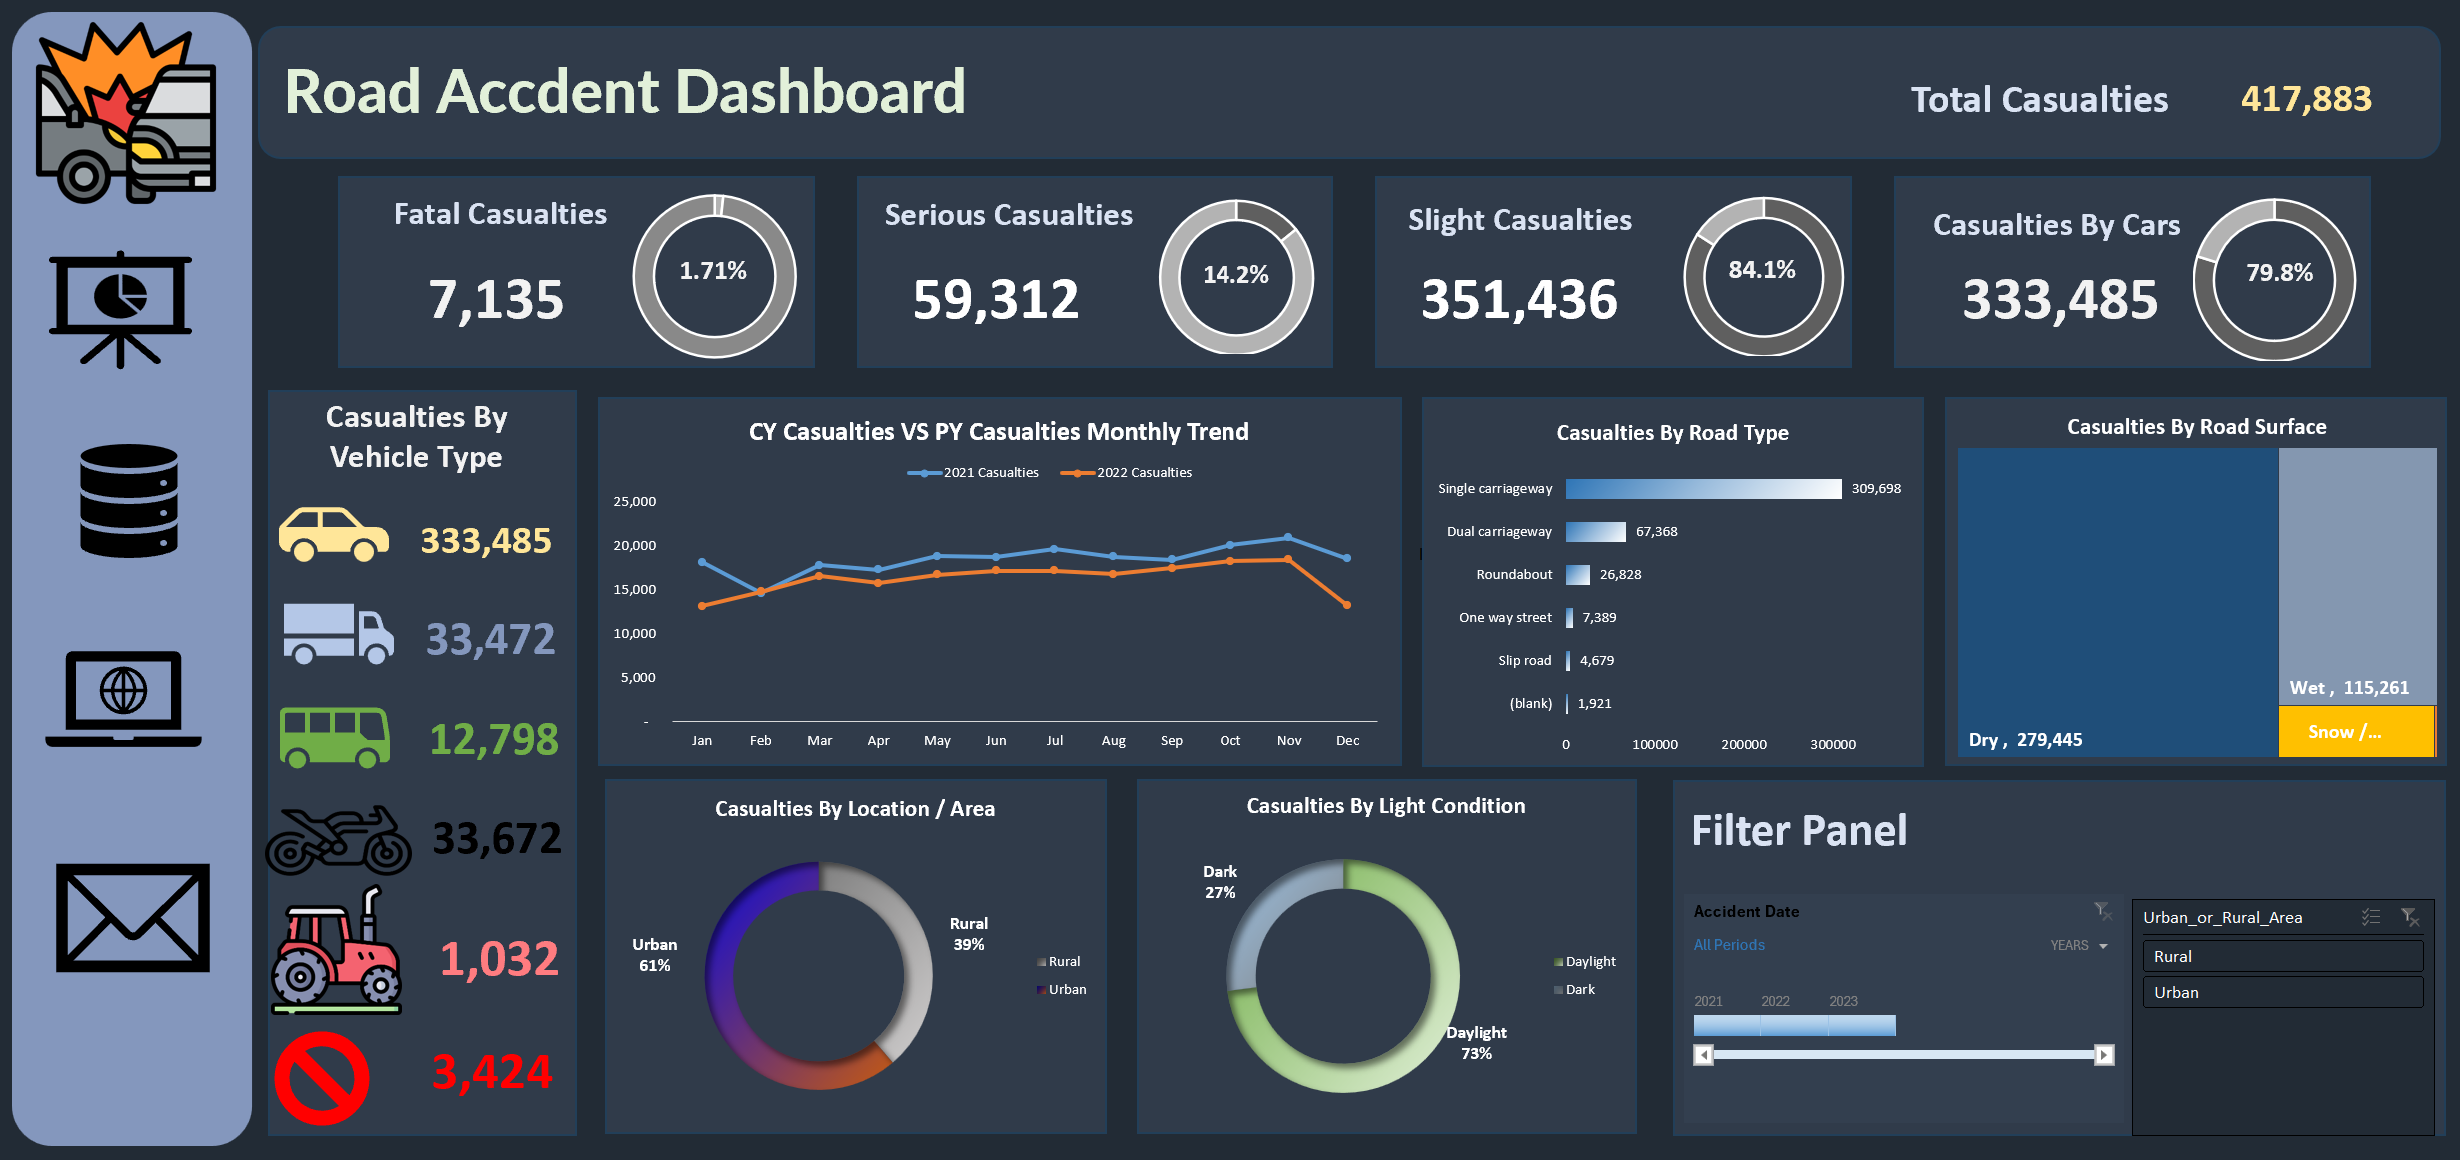 Road Accdent Dashboard
Total Casualties 417,883
Fatal Casualties
7,135
1.71%
Serious Casualties
59,312
14.2%
Slight Casualties
351,436
84.1%
Casualties By Cars
333,485
79.8%
Casualties By
Vehicle Type
333,485
33,472
12,798
33,672
1,032
3,424
CY Casualties VS PY Casualties Monthly Trend
2021 Casualties 2022 Casualties
25,000
20,000
15,000
10,000
5,000
-
Jan Feb Mar Apr May Jun Jul Aug Sep Oct Nov Dec
Casualties By Road Type
Single carriageway 309,698
Dual carriageway 67,368
Roundabout 26,828
One way street 7,389
Slip road 4,679
(blank) 1,921
0 100000 200000 300000
Casualties By Road Surface
Dry , 279,445
Wet , 115,261
Snow /...
Casualties By Location / Area
Rural
39%
Urban
61%
Rural
Urban
Casualties By Light Condition
Dark
27%
Daylight
73%
Daylight
Dark
Filter Panel
Accident Date
All Periods YEARS
2021 2022 2023
Urban_or_Rural_Area
Rural
Urban